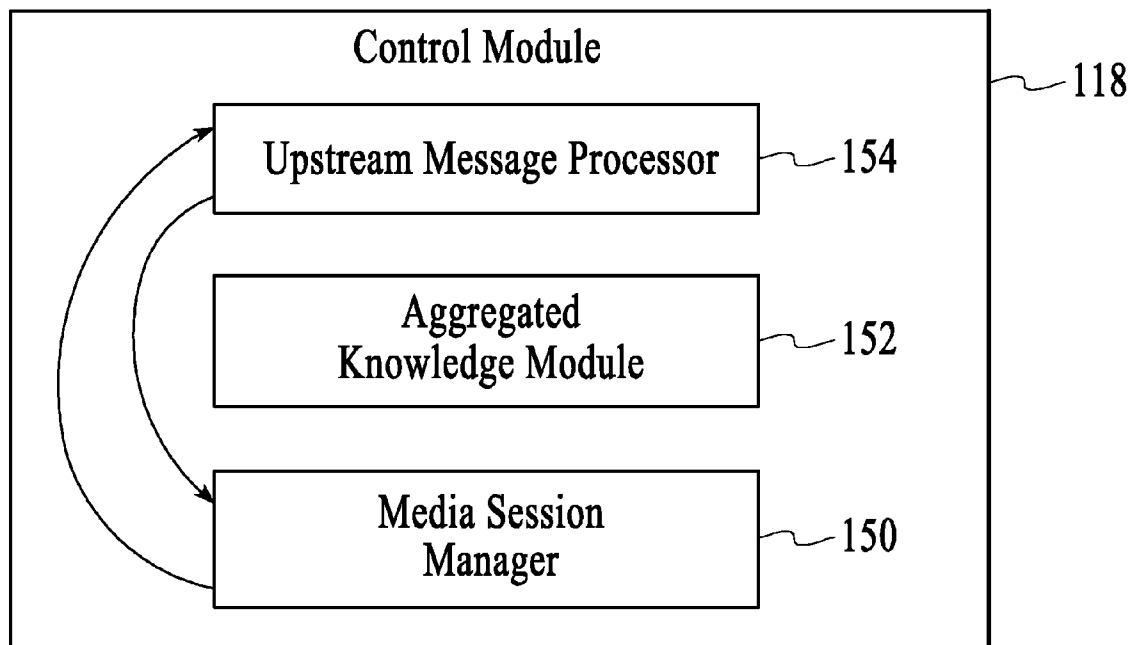 Control Module
118
Upstream Message Processor
154
Aggregated
Knowledge Module
152
Media Session
Manager
150